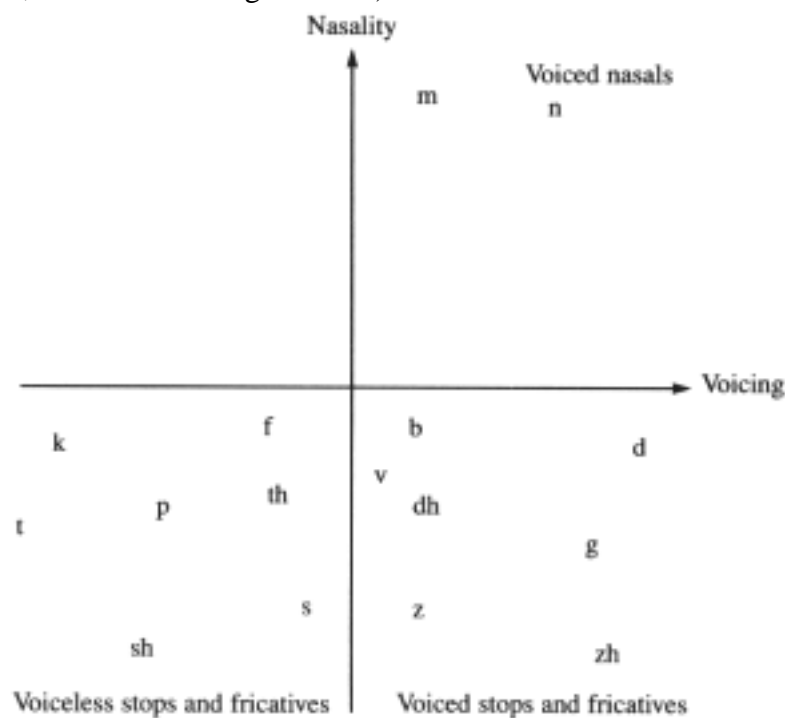 Nasality
Voiced nasals
m
n
Voicing
f
b
k
d
v
th
dh
p
t
g
s
z
sh
zh
Voiceless stops and fricatives
Voiced stops and fricatives